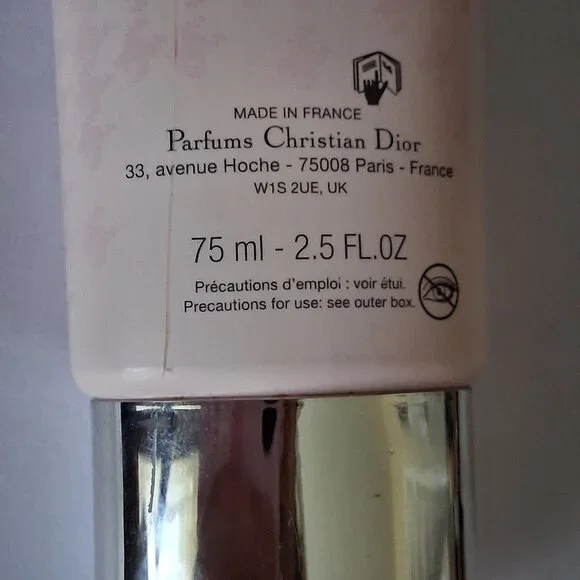 MADE IN FRANCE
Parfums Christian Dior
33, avenue Hoche - 75008 Paris - France
W1S 2UE, UK
75 ml - 2.5 FL.OZ
Précautions d'emploi : voir étui.
Precautions for use: see outer box.